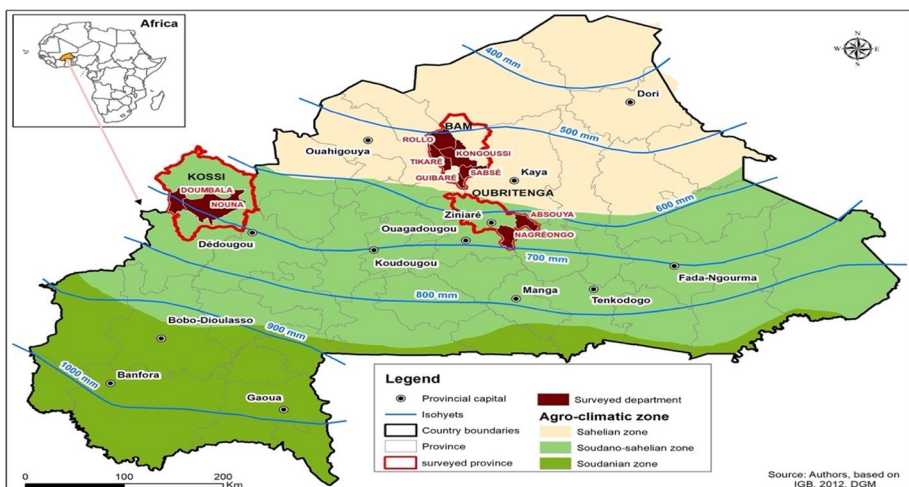 Africa
N
W
E
S
400 mm
Dori
500 mm
BAM
ROLLO
Ouahigouya
KONGOUSSI
TIKARÉ
SABSÉ
GUIBARÉ
Kaya
KOSSI
DOUMBALA
NOUNA
OUBRITENGA
600 mm
Ziniaré
ABSOUYA
Ouagadougou
NAGRÉONGO
Dédougou
Koudougou
700 mm
Fada-Ngourma
800 mm
Manga
Tenkodogo
900 mm
Bobo-Dioulasso
1000 mm
Banfora
Gaoua
Legend
Provincial capital
Isohyets
Country boundaries
Province
surveyed province
Surveyed department
Agro-climatic zone
Sahelian zone
Soudano-sahelian zone
Soudanian zone
0 100 200
Km
Source: Authors, based on
IGB, 2012, DGM